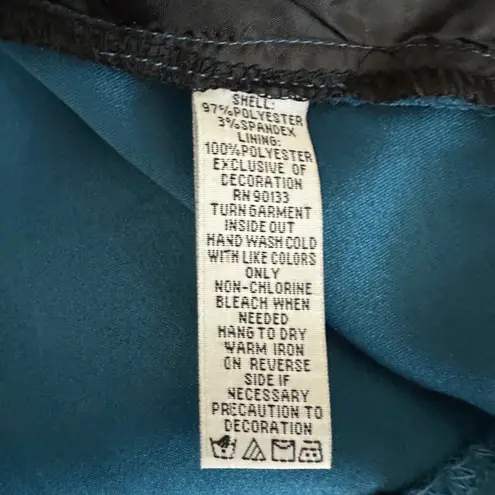 SHELL:
97%POLYESTER
3%SPANDEX
LINING:
100%POLYESTER
EXCLUSIVE OF
DECORATION
RN 90133
TURN GARMENT
INSIDE OUT
HAND WASH COLD
WITH LIKE COLORS
ONLY
NON-CHLORINE
BLEACH WHEN
NEEDED
HANG TO DRY
WARM IRON
ON REVERSE
SIDE IF
NECESSARY
PRECAUTION TO
DECORATION